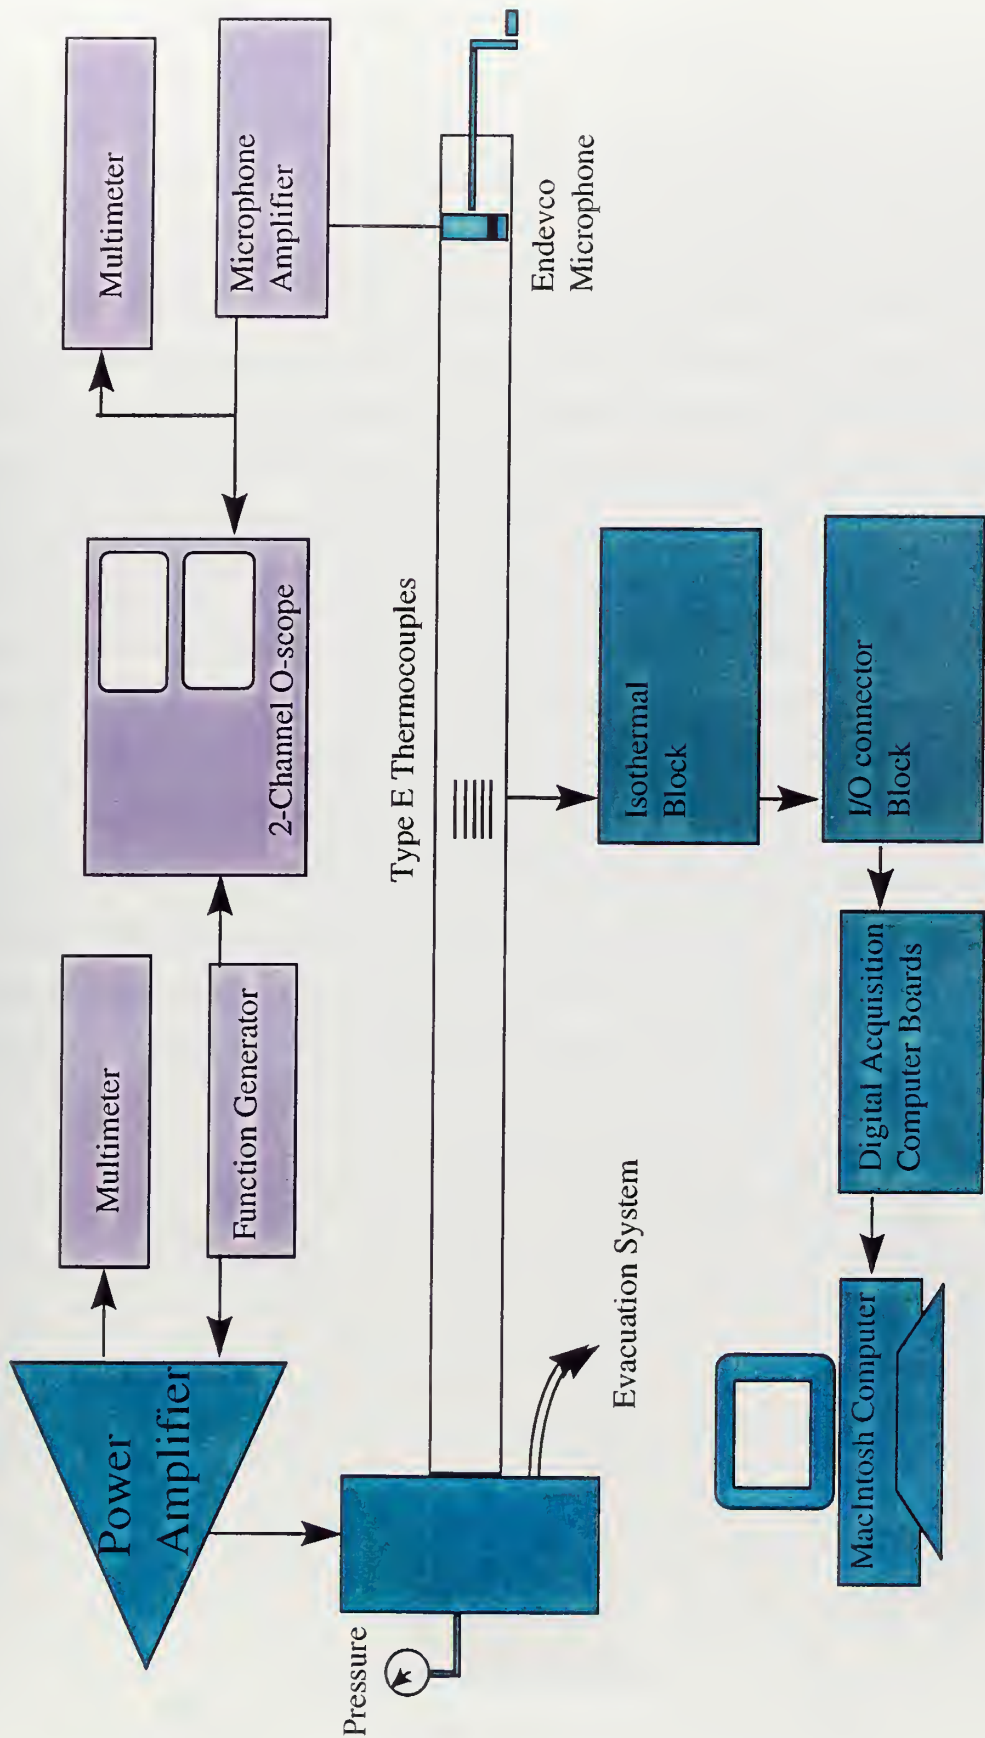 Multimeter
Multimeter
Power
Amplifier
Function Generator
2-Channel O-scope
Microphone
Amplifier
Pressure
Type E Thermocouples
Evacuation System
Endevco
Microphone
Isothermal
Block
MacIntosh Computer
Digital Acquisition
Computer Boards
I/O connector
Block